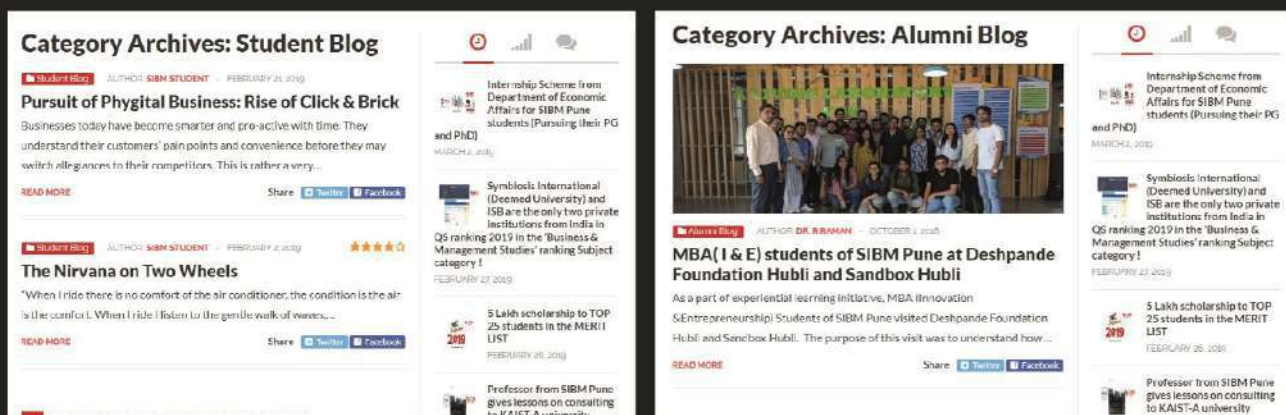 Category Archives: Student Blog
Student Blog AUTHOR SIBM STUDENT - FEBRUARY 21, 2019
Pursuit of Phygital Business: Rise of Click & Brick
Businesses today have become smarter and pro-active with time. They
understand their customers' pain points and convenience before they may
switch allegiances to their competitors. This is rather a very...
READ MORE
Share Twitter Facebook
Student Blog AUTHOR SIBM STUDENT - FEBRUARY 2, 2019
The Nirvana on Two Wheels
"When I ride there is no comfort of the air conditioner, the condition is the air
is the comfort. When I ride I listen to the gentle walk of waves,...
READ MORE
Share Twitter Facebook
Internship Scheme from
Department of Economic
Affairs for SIBM Pune
students (Pursuing their PG
and PhD)
MARCH 2, 2019
Symbiosis International
(Deemed University) and
ISB are the only two private
institutions from India in
QS ranking 2019 in the 'Business &
Management Studies' ranking Subject
category !
FEBRUARY 27, 2019
2019
5 Lakh scholarship to TOP
25 students in the MERIT
LIST
FEBRUARY 26, 2019
Professor from SIBM Pune
gives lessons on consulting
to KAIST-A university
Category Archives: Alumni Blog
Alumni Blog AUTHOR DR. B.RAMAN - OCTOBER 1, 2018
MBA( I & E) students of SIBM Pune at Deshpande
Foundation Hubli and Sandbox Hubli
As a part of experiential learning initiative, MBA (Innovation
&Entrepreneurship) Students of SIBM Pune visited Deshpande Foundation
Hubli and Sandbox Hubli. The purpose of this visit was to understand how...
READ MORE
Share Twitter Facebook
Internship Scheme from
Department of Economic
Affairs for SIBM Pune
students (Pursuing their PG
and PhD)
MARCH 2, 2019
Symbiosis International
(Deemed University) and
ISB are the only two private
institutions from India in
QS ranking 2019 in the 'Business &
Management Studies' ranking Subject
category !
FEBRUARY 27, 2019
2019
5 Lakh scholarship to TOP
25 students in the MERIT
LIST
FEBRUARY 26, 2019
Professor from SIBM Pune
gives lessons on consulting
to KAIST-A university